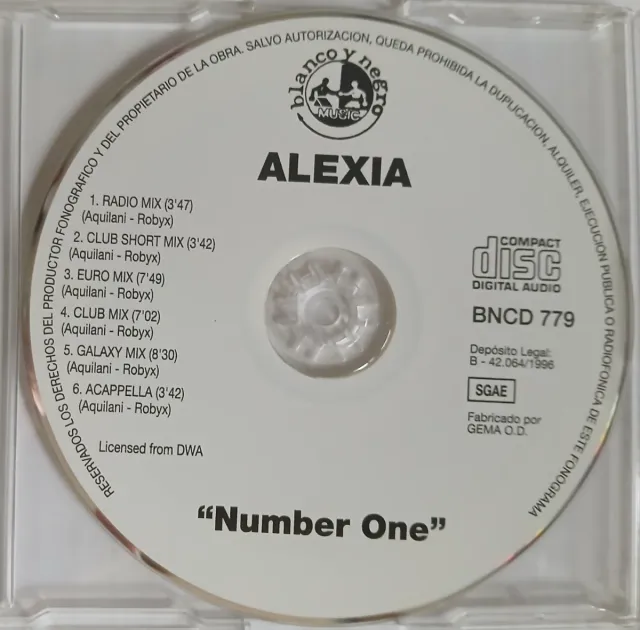 RESERVADOS LOS DERECHOS DEL PRODUCTOR FONOGRAFICO Y DEL PROPIETARIO DE LA OBRA. SALVO AUTORIZACION, QUEDA PROHIBIDA LA DUPLICACION, ALQUILER, EJECUCION PUBLICA O RADIOFONICA DE ESTE FONOGRAMA
blanco y negro
MUSIC
ALEXIA
1. RADIO MIX (3'47)
(Aquilani - Robyx)
2. CLUB SHORT MIX (3'42)
(Aquilani - Robyx)
3. EURO MIX (7'49)
(Aquilani - Robyx)
4. CLUB MIX (7'02)
(Aquilani - Robyx)
5. GALAXY MIX (8'30)
(Aquilani - Robyx)
6. ACAPPELLA (3'42)
(Aquilani - Robyx)
Licensed from DWA
COMPACT
disc
DIGITAL AUDIO
BNCD 779
Depósito Legal:
B - 42.064/1996
SGAE
Fabricado por
GEMA O.D.
“Number One”